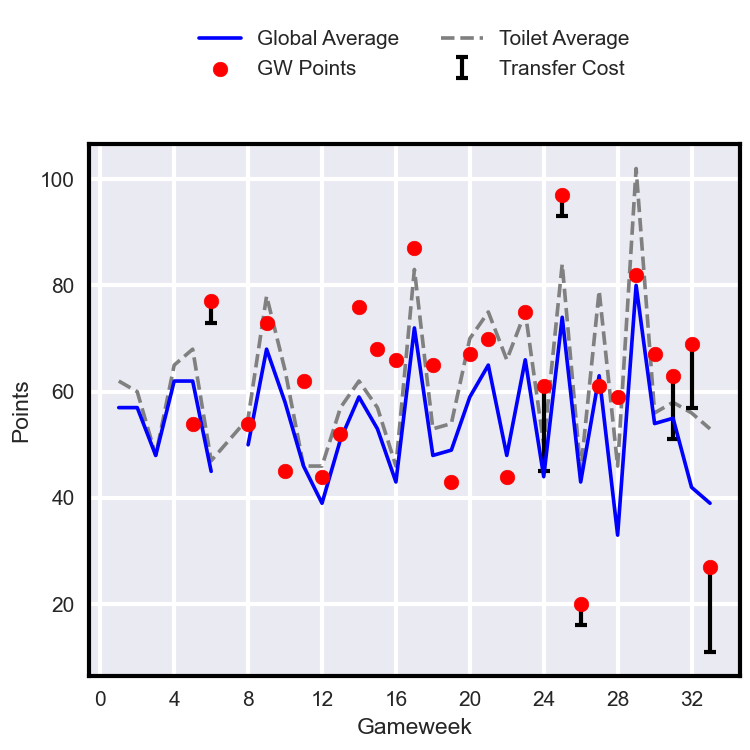 Global Average Toilet Average
GW Points Transfer Cost
100
80
60
40
20
Points
0 4 8 12 16 20 24 28 32
Gameweek